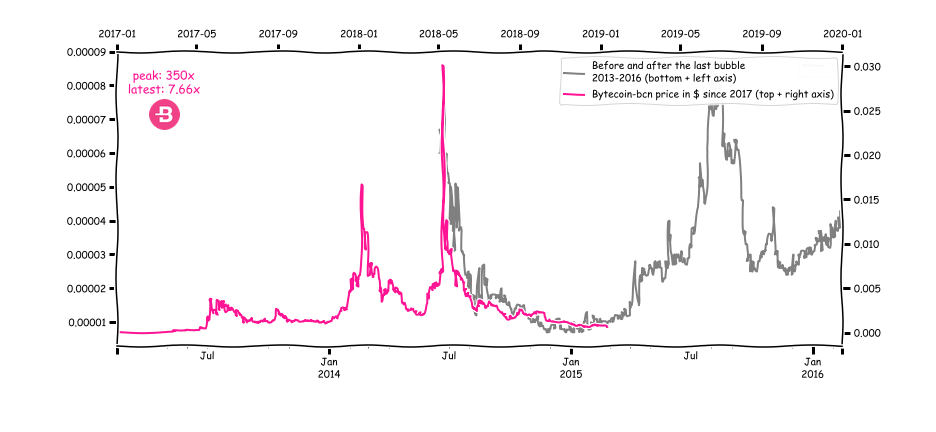 2017-01 2017-05 2017-09 2018-01 2018-05 2018-09 2019-01 2019-05 2019-09 2020-01
peak: 350x
latest: 7.66x
Before and after the last bubble
2013-2016 (bottom + left axis)
Bytecoin-bcn price in $ since 2017 (top + right axis)
0.00009
0.00008
0.00007
0.00006
0.00005
0.00004
0.00003
0.00002
0.00001
0.030
0.025
0.020
0.015
0.010
0.005
0.000
Jul Jan Jul Jan Jul Jan
2014 2015 2016